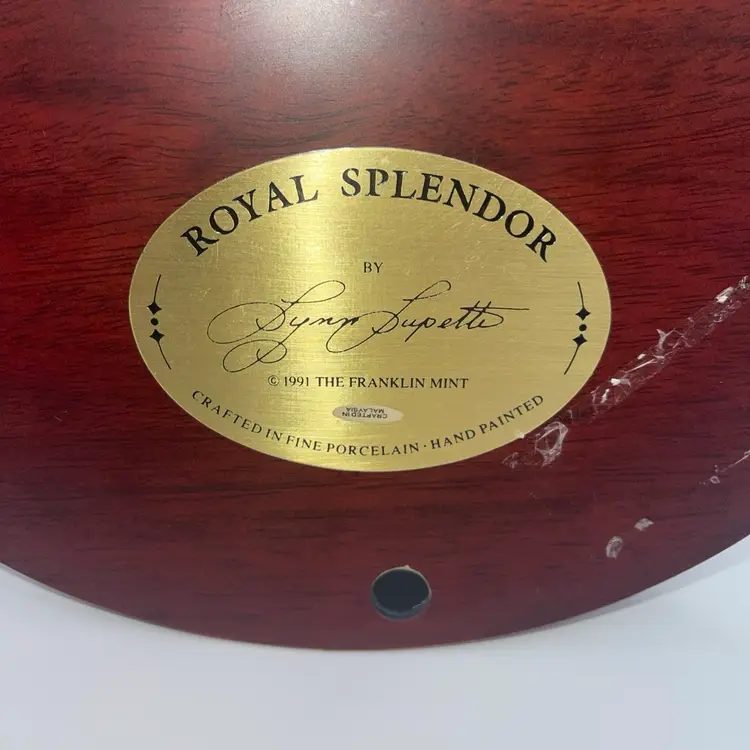 ROYAL SPLENDOR
BY
Lynn Lupetti
© 1991 THE FRANKLIN MINT
CRAFTED IN
MALAYSIA
CRAFTED IN FINE PORCELAIN · HAND PAINTED